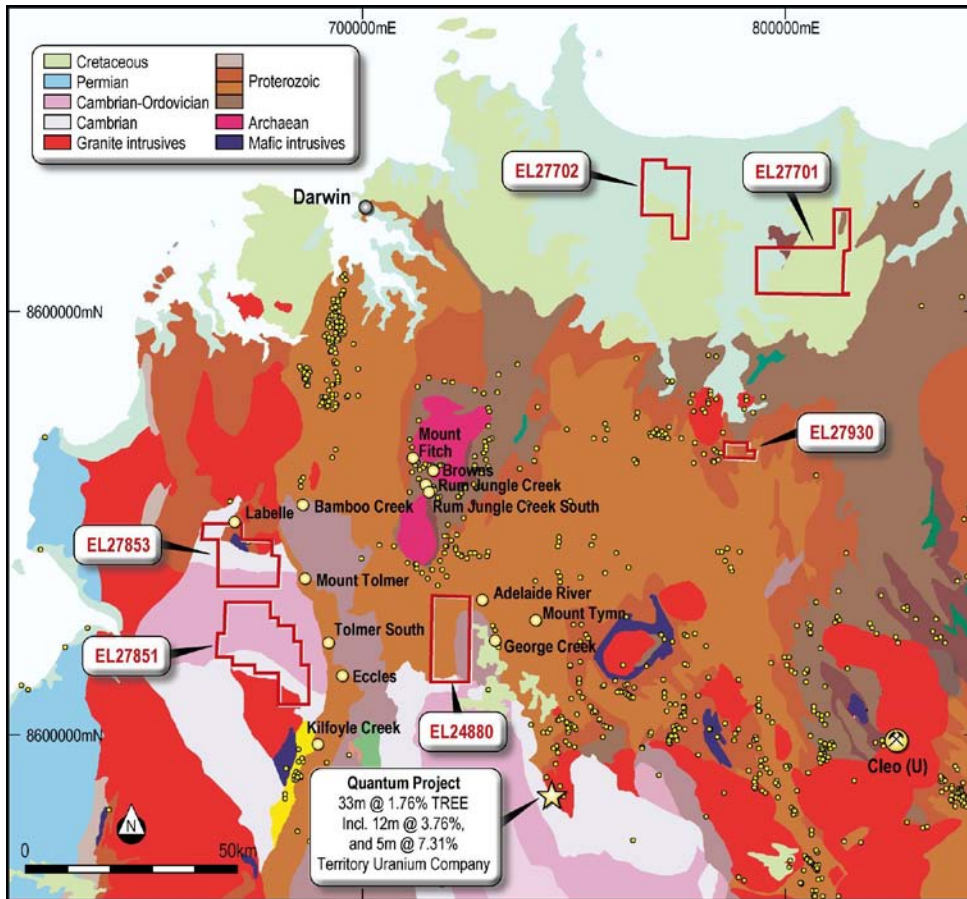 700000mE
800000mE
Cretaceous
Permian
Cambrian-Ordovician
Cambrian
Granite intrusives
Proterozoic
Archaean
Mafic intrusives
EL27702
EL27701
Darwin
8600000mN
EL27930
Mount
Fitch
Browns
Rum Jungle Creek
Rum Jungle Creek South
Labelle
Bamboo Creek
EL27853
Mount Tolmer
Adelaide River
Mount Tymn
Tolmer South
George Creek
EL27851
Eccles
EL24880
8600000mN
Kilfoyle Creek
Cleo (U)
Quantum Project
33m @ 1.76% TREE
Incl. 12m @ 3.76%,
and 5m @ 7.31%
Territory Uranium Company
N
0
50km